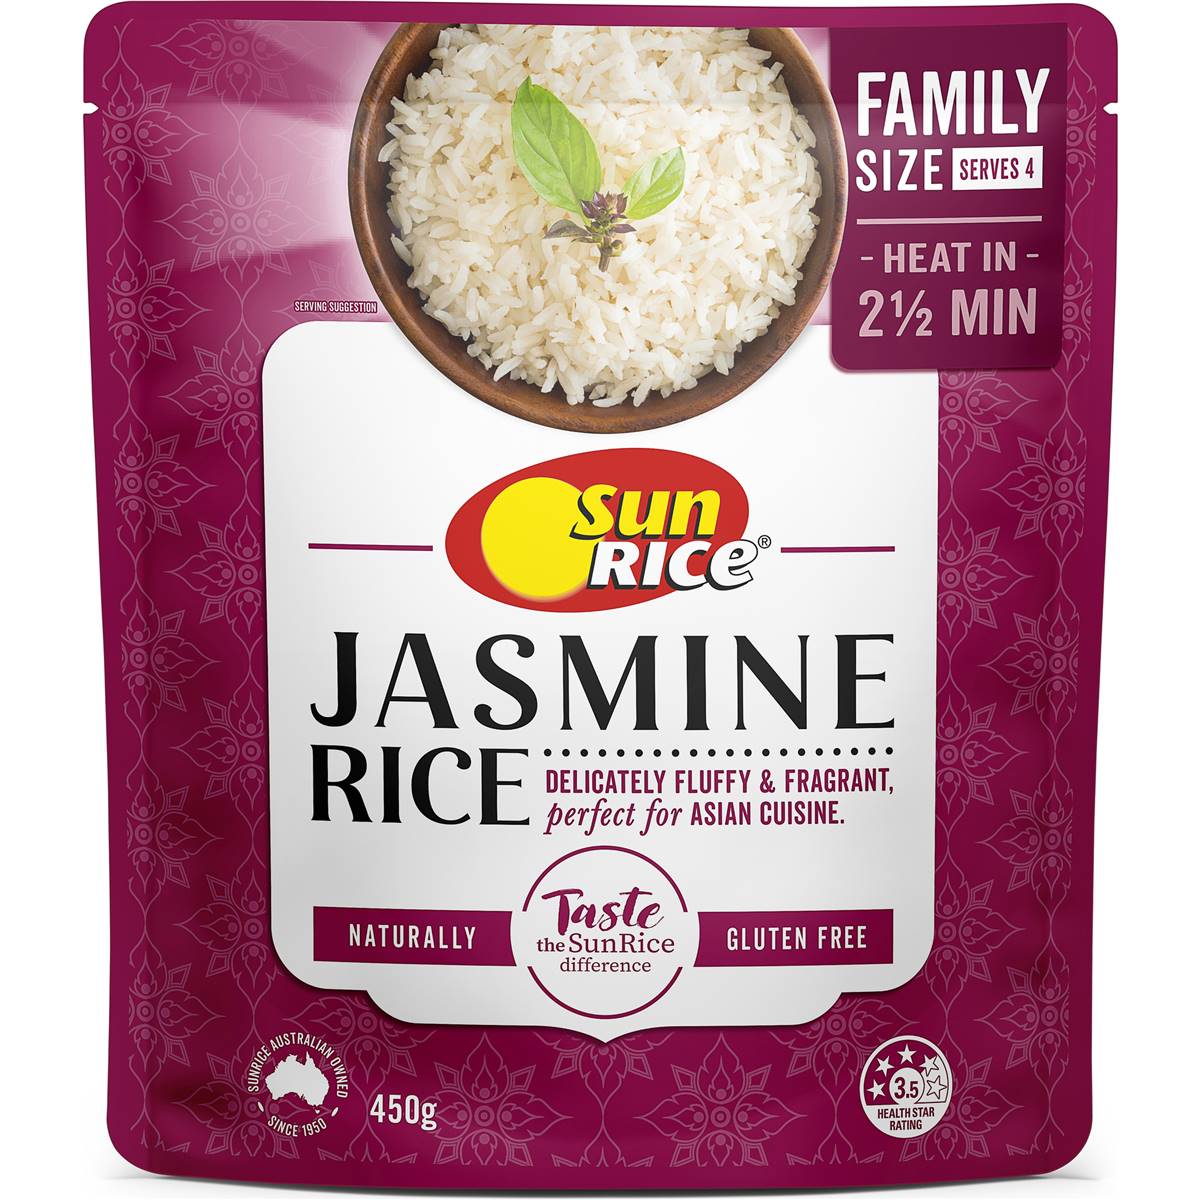 FAMILY
SIZE SERVES 4
- HEAT IN -
2½ MIN
SERVING SUGGESTION
Sun
RICe®
JASMINE
RICE
DELICATELY FLUFFY & FRAGRANT,
perfect for ASIAN CUISINE.
NATURALLY
Taste
the SunRice
difference
GLUTEN FREE
SUNRICE AUSTRALIAN OWNED
SINCE 1950
450g
3.5
HEALTH STAR
RATING